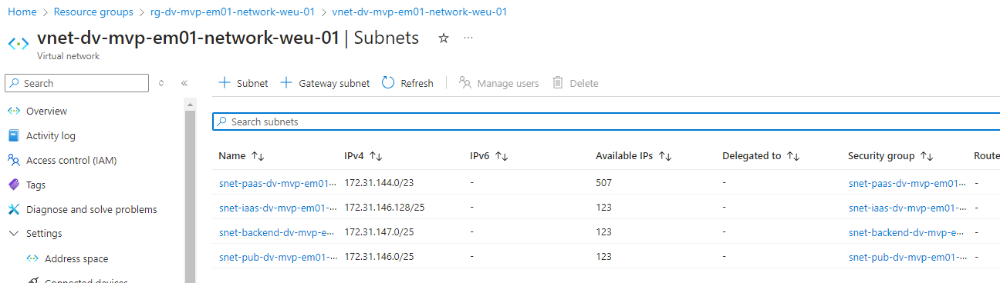 Home > Resource groups > rg-dv-mvp-em01-network-weu-01 > vnet-dv-mvp-em01-network-weu-01
vnet-dv-mvp-em01-network-weu-01 | Subnets ☆ ...
Virtual network
Search
«
+ Subnet + Gateway subnet Refresh Manage users Delete
Overview
Activity log
Access control (IAM)
Tags
Diagnose and solve problems
Settings
Address space
Connected devices
Search subnets
Name ↑↓ IPv4 ↑↓ IPv6 ↑↓ Available IPs ↑↓ Delegated to ↑↓ Security group ↑↓ Route
snet-paas-dv-mvp-em01-... 172.31.144.0/23 - 507 - snet-paas-dv-mvp-em01... -
snet-iaas-dv-mvp-em01-... 172.31.146.128/25 - 123 - snet-iaas-dv-mvp-em01-... -
snet-backend-dv-mvp-e... 172.31.147.0/25 - 123 - snet-backend-dv-mvp-e... -
snet-pub-dv-mvp-em01-... 172.31.146.0/25 - 123 - snet-pub-dv-mvp-em01-... -